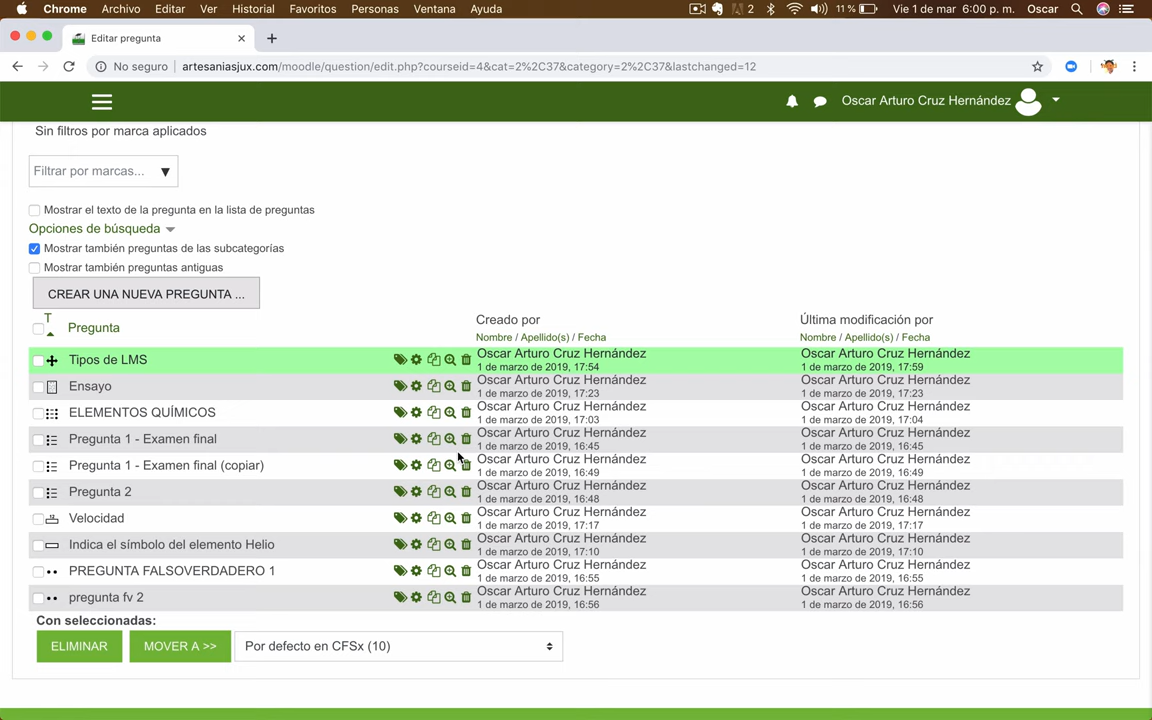 Chrome Archivo Editar Ver Historial Favoritos Personas Ventana Ayuda 2 11 % Vie 1 de mar 6:00 p. m. Oscar
Editar pregunta
No seguro artesaniasjux.com/moodle/question/edit.php?courseid=4&cat=2%2C37&category=2%2C37&lastchanged=12
Oscar Arturo Cruz Hernández
Sin filtros por marca aplicados
Filtrar por marcas... ▼
Mostrar el texto de la pregunta en la lista de preguntas
Opciones de búsqueda
Mostrar también preguntas de las subcategorías
Mostrar también preguntas antiguas
CREAR UNA NUEVA PREGUNTA ...
T Pregunta Creado por Última modificación por
Nombre / Apellido(s) / Fecha Nombre / Apellido(s) / Fecha
Tipos de LMS Oscar Arturo Cruz Hernández Oscar Arturo Cruz Hernández
1 de marzo de 2019, 17:54 1 de marzo de 2019, 17:59
Ensayo Oscar Arturo Cruz Hernández Oscar Arturo Cruz Hernández
1 de marzo de 2019, 17:23 1 de marzo de 2019, 17:23
ELEMENTOS QUÍMICOS Oscar Arturo Cruz Hernández Oscar Arturo Cruz Hernández
1 de marzo de 2019, 17:03 1 de marzo de 2019, 17:04
Pregunta 1 - Examen final Oscar Arturo Cruz Hernández Oscar Arturo Cruz Hernández
1 de marzo de 2019, 16:45 1 de marzo de 2019, 16:45
Pregunta 1 - Examen final (copiar) Oscar Arturo Cruz Hernández Oscar Arturo Cruz Hernández
1 de marzo de 2019, 16:49 1 de marzo de 2019, 16:49
Pregunta 2 Oscar Arturo Cruz Hernández Oscar Arturo Cruz Hernández
1 de marzo de 2019, 16:48 1 de marzo de 2019, 16:48
Velocidad Oscar Arturo Cruz Hernández Oscar Arturo Cruz Hernández
1 de marzo de 2019, 17:17 1 de marzo de 2019, 17:17
Indica el símbolo del elemento Helio Oscar Arturo Cruz Hernández Oscar Arturo Cruz Hernández
1 de marzo de 2019, 17:10 1 de marzo de 2019, 17:10
PREGUNTA FALSOVERDADERO 1 Oscar Arturo Cruz Hernández Oscar Arturo Cruz Hernández
1 de marzo de 2019, 16:55 1 de marzo de 2019, 16:55
pregunta fv 2 Oscar Arturo Cruz Hernández Oscar Arturo Cruz Hernández
1 de marzo de 2019, 16:56 1 de marzo de 2019, 16:56
Con seleccionadas:
ELIMINAR MOVER A >> Por defecto en CFSx (10)